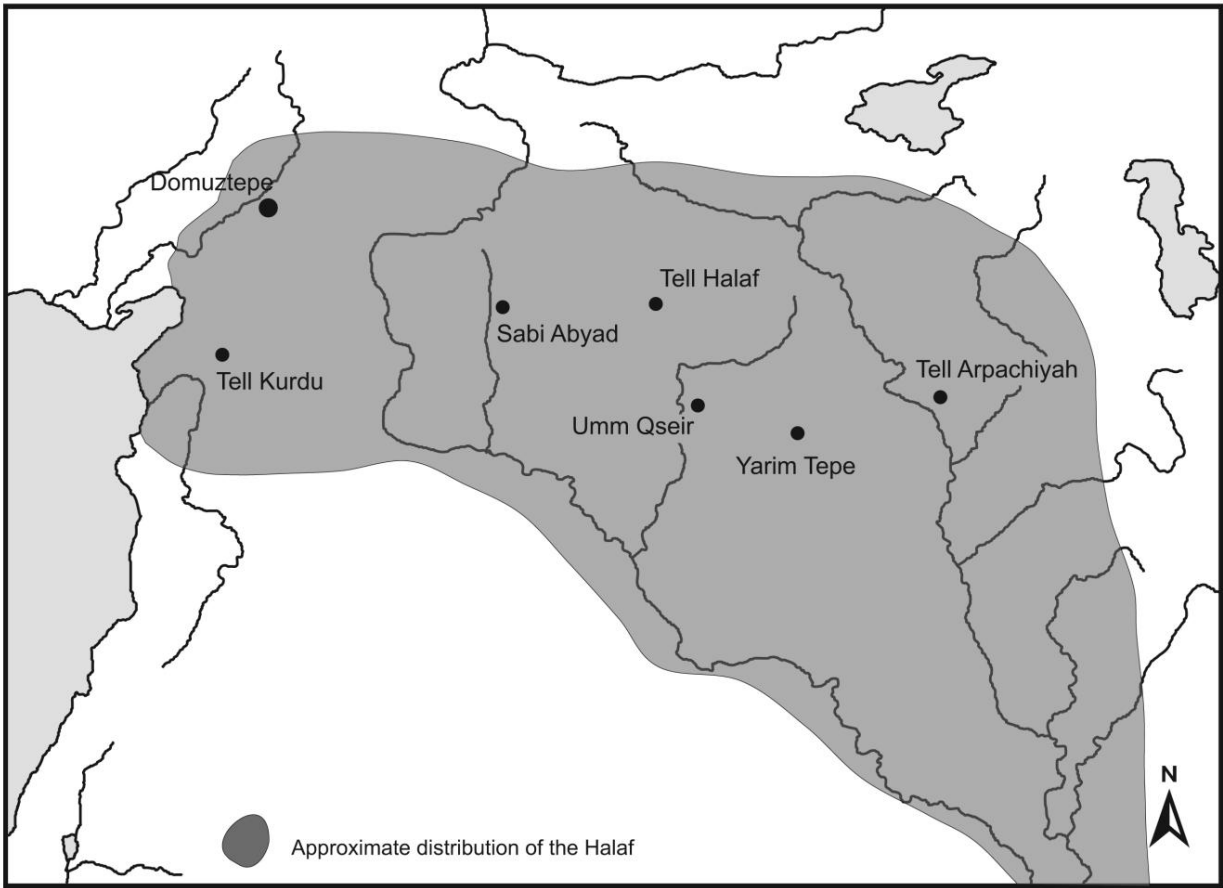 Domuztepe
Tell Halaf
Sabi Abyad
Tell Kurdu
Tell Arpachiyah
Umm Qseir
Yarim Tepe
N
Approximate distribution of the Halaf